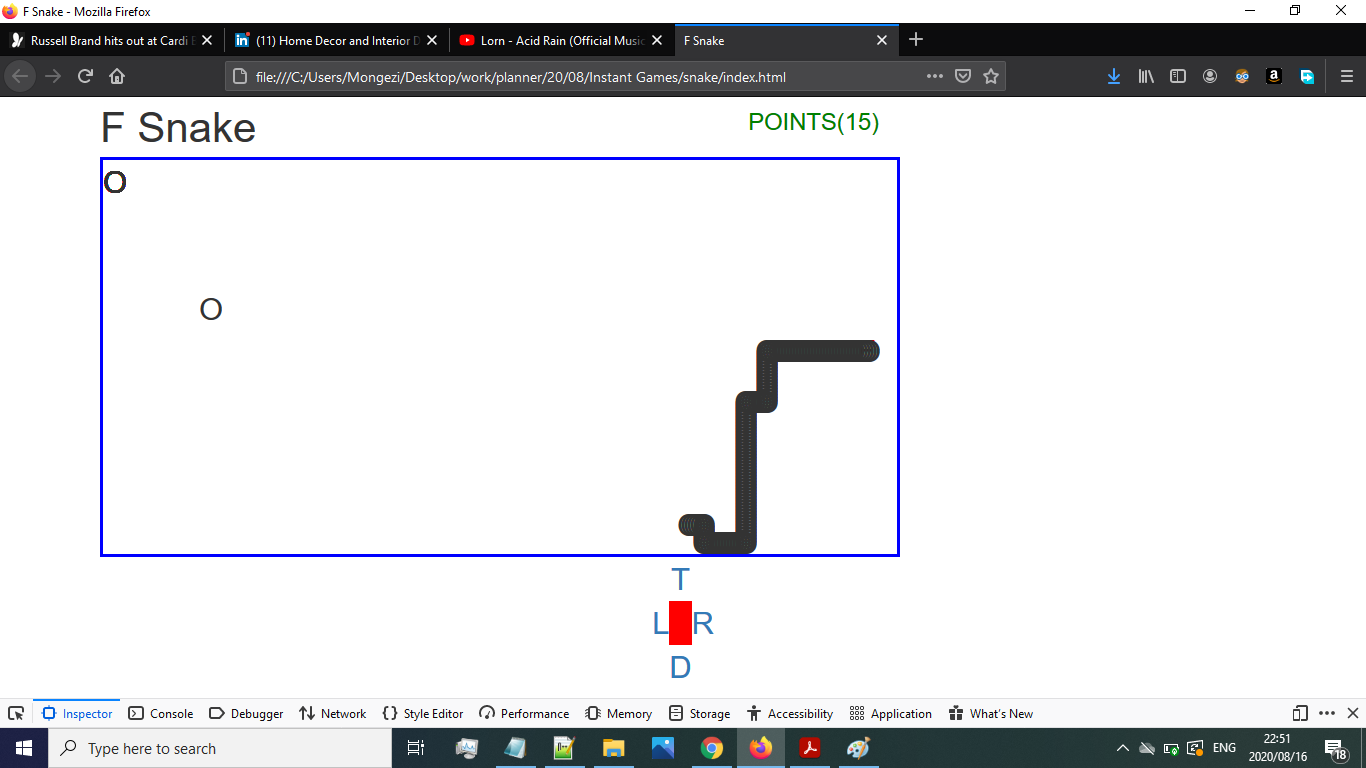 F Snake - Mozilla Firefox
Russell Brand hits out at Cardi B
(11) Home Decor and Interior D
Lorn - Acid Rain (Official Music
F Snake
file:///C:/Users/Mongezi/Desktop/work/planner/20/08/Instant Games/snake/index.html
F Snake
POINTS(15)
O
O
T
L R
D
Inspector Console Debugger Network Style Editor Performance Memory Storage Accessibility Application What's New
Type here to search
ENG
22:51
2020/08/16
18